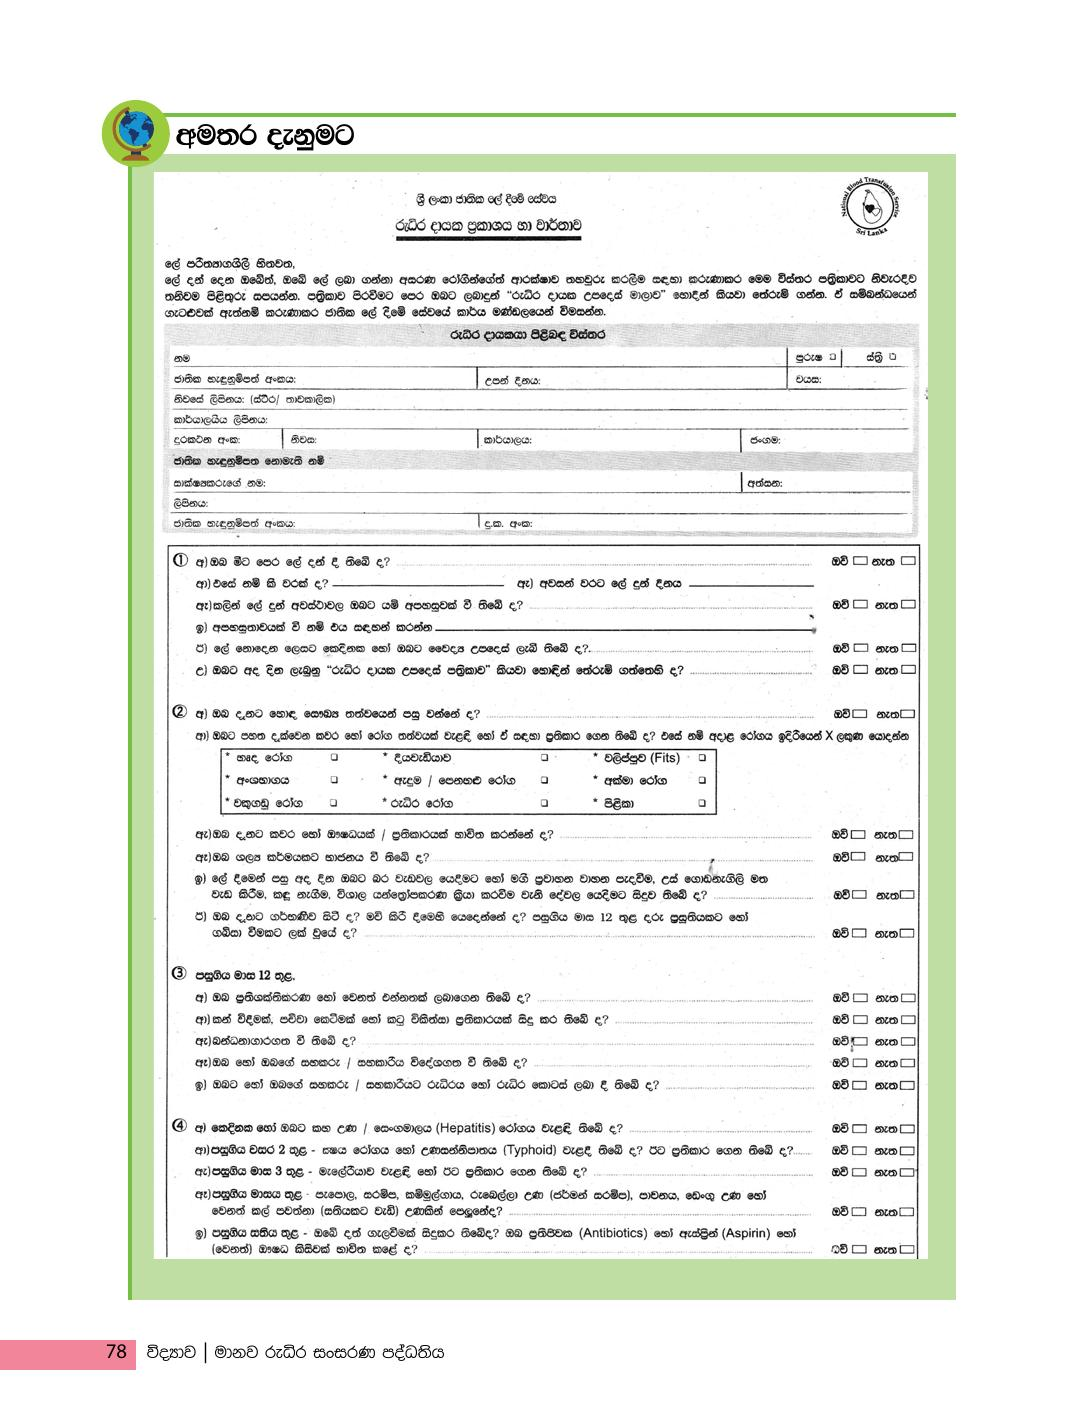 අමතර දැනුමට
ශ්‍රී ලංකා ජාතික ලේ දීමේ සේවය
National Blood Transfusion Service
Sri Lanka
රුධිර දායක ප්‍රකාශය හා වාර්තාව
ලේ පරිත්‍යාගශීලී හිතවත,
ලේ දන් දෙන ඔබේත්, ඔබේ ලේ ලබා ගන්නා අසරණ රෝගින්ගේත් ආරක්ෂාව තහවුරු කරලීම සඳහා කරුණාකර මෙම විස්තර පත්‍රිකාවට නිවැරදිව
තනිවම පිළිතුරු සපයන්න. පත්‍රිකාව පිරවීමට පෙර ඔබට ලබාදුන් “රුධිර දායක උපදෙස් මාලාව” හොඳින් කියවා තේරුම් ගන්න. ඒ සම්බන්ධයෙන්
ගැටළුවක් ඇත්නම් කරුණාකර ජාතික ලේ දීමේ සේවයේ කාර්ය මණ්ඩලයෙන් විමසන්න.
රුධිර දායකයා පිළිබඳ විස්තර
නම පුරුෂ ස්ත්‍රී
ජාතික හැඳුනුම්පත් අංකය: උපන් දිනය: වයස:
නිවසේ ලිපිනය: (ස්ථිර/ තාවකාලික)
කාර්යාලයීය ලිපිනය:
දුරකථන අංක: නිවස: කාර්යාලය: ජංගම:
ජාතික හැඳුනුම්පත නොමැති නම්
සාක්ෂ්‍යකරුගේ නම: අත්සන:
ලිපිනය:
ජාතික හැඳුනුම්පත් අංකය: දු.ක. අංක:
① අ) ඔබ මීට පෙර ලේ දන් දී තිබේ ද? ඔව් නැත
ආ) එසේ නම් කී වරක් ද? ඇ) අවසන් වරට ලේ දුන් දිනය
ඇ) කලින් ලේ දුන් අවස්ථාවල ඔබට යම් අපහසුවක් වී තිබේ ද? ඔව් නැත
ඉ) අපහසුතාවයක් වී නම් එය සඳහන් කරන්න
ඊ) ලේ නොදෙන ලෙසට කෙදිනක හෝ ඔබට වෛද්‍ය උපදෙස් ලැබී තිබේ ද? ඔව් නැත
උ) ඔබට අද දින ලැබුනු “රුධිර දායක උපදෙස් පත්‍රිකාව” කියවා හොඳින් තේරුම් ගත්තෙහි ද? ඔව් නැත
② අ) ඔබ දැනට හොඳ සෞඛ්‍ය තත්වයෙන් පසු වන්නේ ද? ඔව් නැත
ආ) ඔබට පහත දැක්වෙන කවර හෝ රෝග තත්වයක් වැළඳී හෝ ඒ සඳහා ප්‍රතිකාර ගෙන තිබේ ද? එසේ නම් අදාළ රෝගය ඉදිරියෙන් X ලකුණ යොදන්න
* හෘද රෝග * දියවැඩියාව * වලිප්පුව (Fits)
* අංශභාගය * ඇදුම / පෙනහළු රෝග * අක්මා රෝග
* වකුගඩු රෝග * රුධිර රෝග * පිළිකා
ඇ) ඔබ දැනට කවර හෝ ඖෂධයක් / ප්‍රතිකාරයක් භාවිත කරන්නේ ද? ඔව් නැත
ඈ) ඔබ ශල්‍ය කර්මයකට භාජනය වී තිබේ ද? ඔව් නැත
ඉ) ලේ දීමෙන් පසු අද දින ඔබට බර වැඩවල යෙදීමට හෝ මගී ප්‍රවාහන වාහන පැදවීම, උස් ගොඩනැගිලි මත
වැඩ කිරීම, කඳු නැගීම, විශාල යන්ත්‍රෝපකරණ ක්‍රියා කරවීම වැනි දේවල යෙදීමට සිදුව තිබේ ද? ඔව් නැත
ඊ) ඔබ දැනට ගර්භණීව සිටී ද? මව් කිරි දීමෙහි යෙදෙන්නේ ද? පසුගිය මාස 12 තුළ දරු ප්‍රසූතියකට හෝ
ගබ්සා වීමකට ලක් වූයේ ද? ඔව් නැත
③ පසුගිය මාස 12 තුළ,
අ) ඔබ ප්‍රතිශක්තිකරණ හෝ වෙනත් එන්නතක් ලබාගෙන තිබේ ද? ඔව් නැත
ආ) කන් විදීමක්, පච්චා කෙටීමක් හෝ කටු චිකිත්සා ප්‍රතිකාරයක් සිදු කර තිබේ ද? ඔව් නැත
ඇ) බන්ධනාගාරගත වී තිබේ ද? ඔව් නැත
ඈ) ඔබ හෝ ඔබගේ සහකරු / සහකාරිය විදේශගත වී තිබේ ද? ඔව් නැත
ඉ) ඔබට හෝ ඔබගේ සහකරු / සහකාරියට රුධිරය හෝ රුධිර කොටස් ලබා දී තිබේ ද? ඔව් නැත
④ අ) කෙදිනක හෝ ඔබට කහ උණ / සෙංගමාලය (Hepatitis) රෝගය වැළඳී තිබේ ද? ඔව් නැත
ආ) පසුගිය වසර 2 තුළ - ක්ෂය රෝගය හෝ උණසන්නිපාතය (Typhoid) වැළඳී තිබේ ද? ඊට ප්‍රතිකාර ගෙන තිබේ ද? ඔව් නැත
ඇ) පසුගිය මාස 3 තුළ - මැලේරියාව වැළඳී හෝ ඊට ප්‍රතිකාර ගෙන තිබේ ද? ඔව් නැත
ඈ) පසුගිය මාසය තුළ - පැපොල, සරම්ප, කම්මුල්ගාය, රුබෙල්ලා උණ (ජර්මන් සරම්ප), පාචනය, ඩෙංගු උණ හෝ
වෙනත් කල් පවත්නා (සතියකට වැඩි) උණකින් පෙලුනේද? ඔව් නැත
ඉ) පසුගිය සතිය තුළ - ඔබේ දත් ගැලවීමක් සිදුකර තිබේද? ඔබ ප්‍රතිජීවක (Antibiotics) හෝ ඇස්ප්‍රින් (Aspirin) හෝ
(වෙනත්) ඖෂධ කිසිවක් භාවිත කළේ ද? ඔව් නැත
78 විද්‍යාව | මානව රුධිර සංසරණ පද්ධතිය